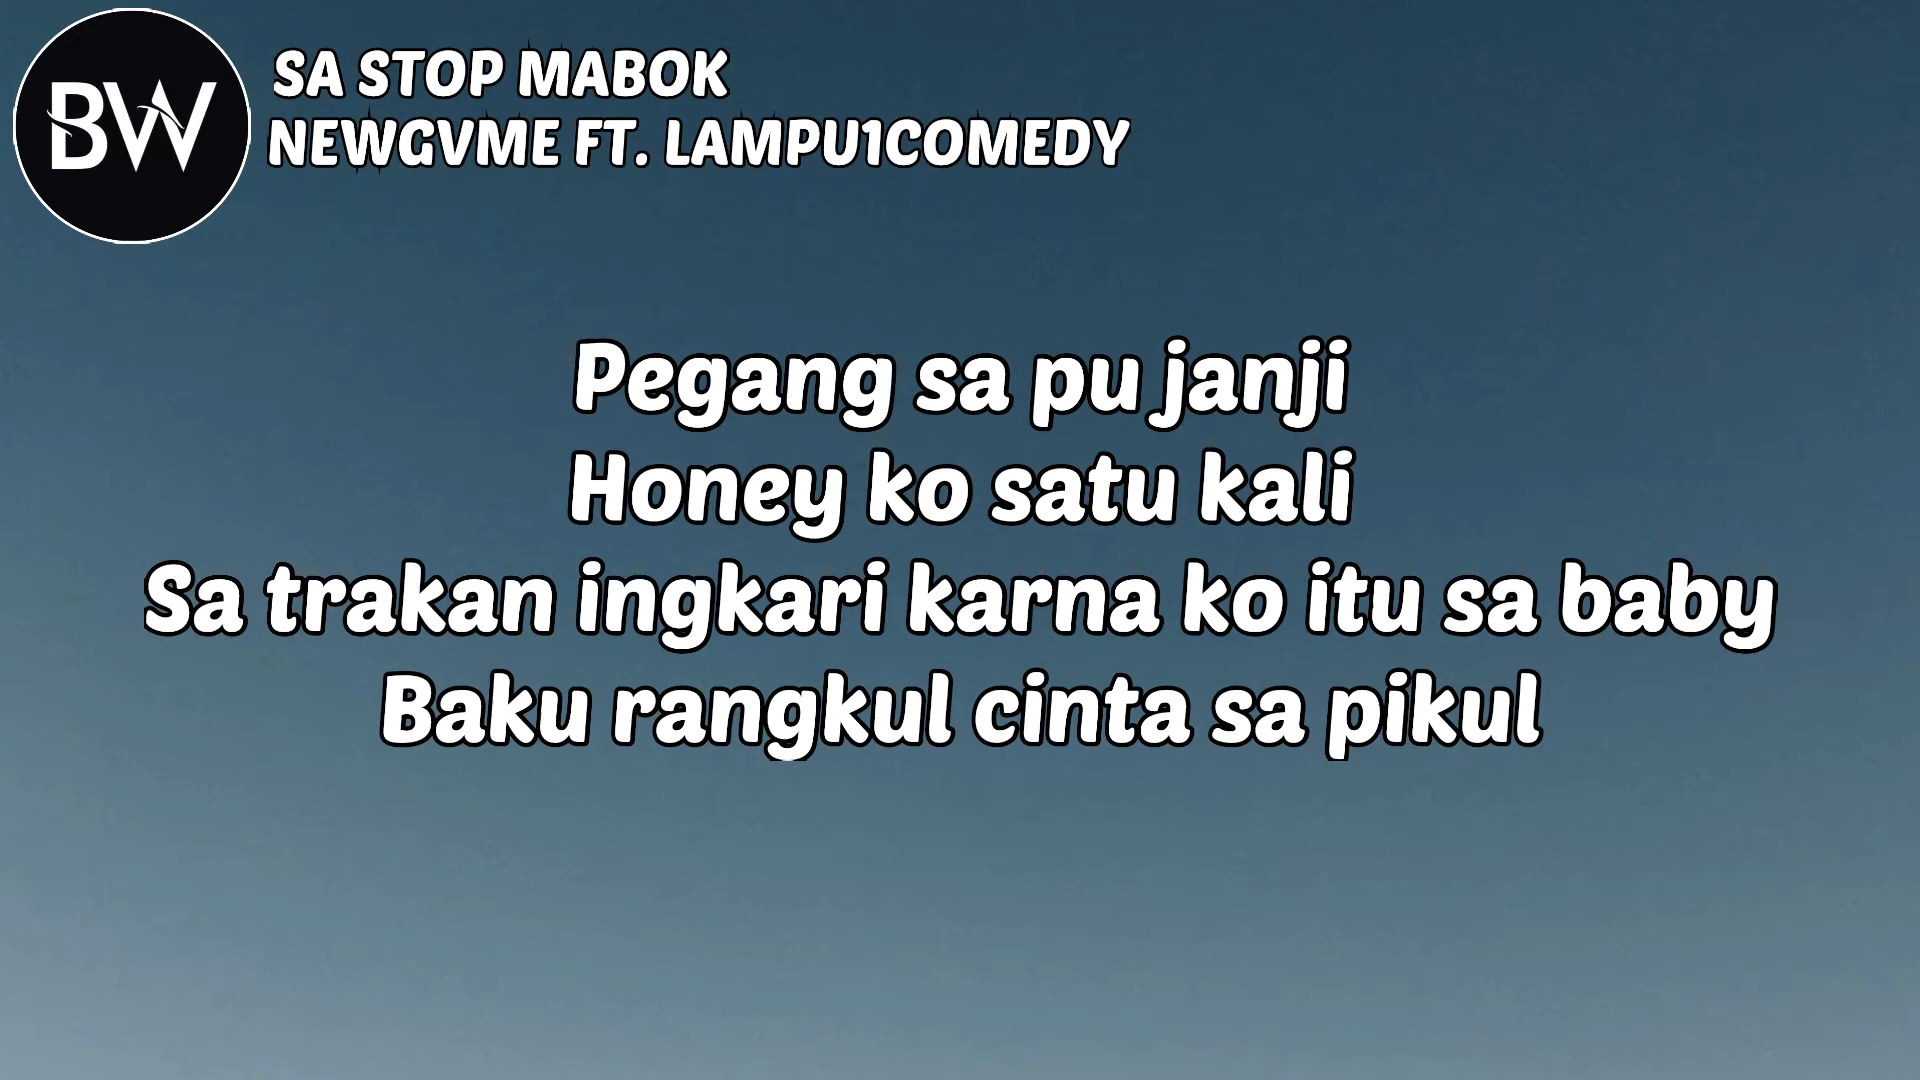 BW
SA STOP MABOK
NEWGVME FT. LAMPU1COMEDY
Pegang sa pu janji
Honey ko satu kali
Sa trakan ingkari karna ko itu sa baby
Baku rangkul cinta sa pikul